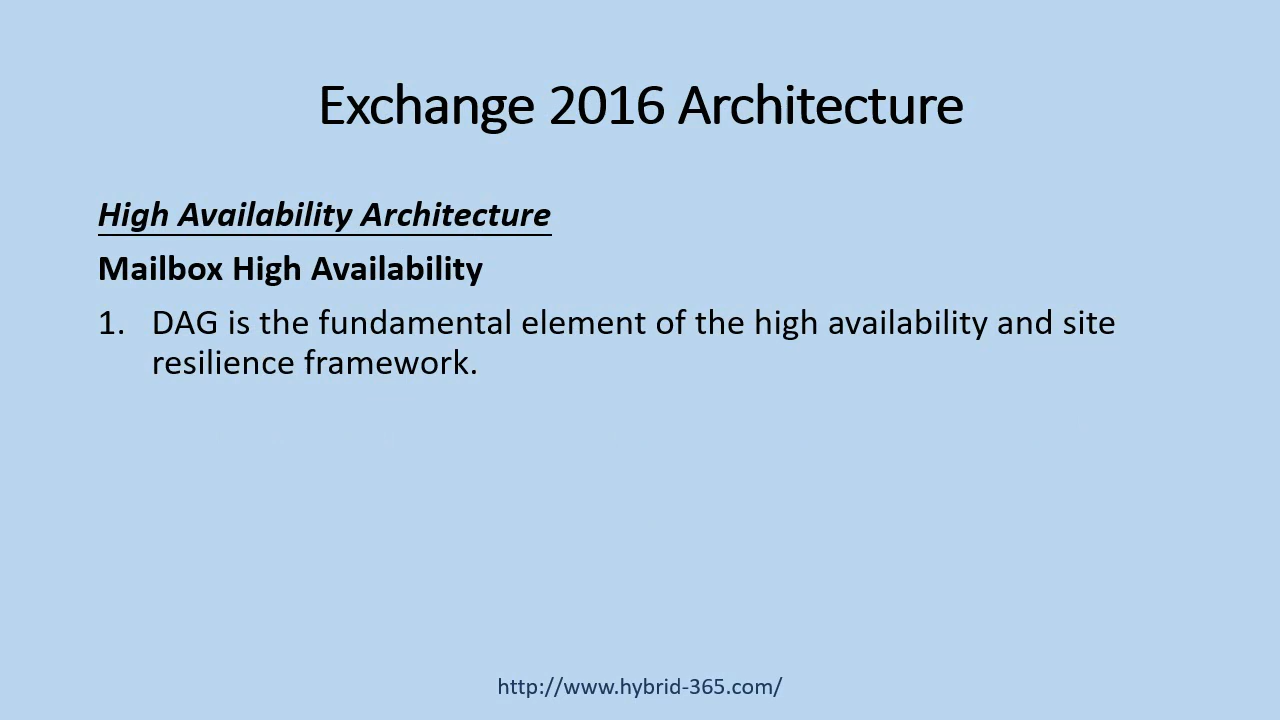 Exchange 2016 Architecture
High Availability Architecture
Mailbox High Availability
1. DAG is the fundamental element of the high availability and site
resilience framework.
http://www.hybrid-365.com/